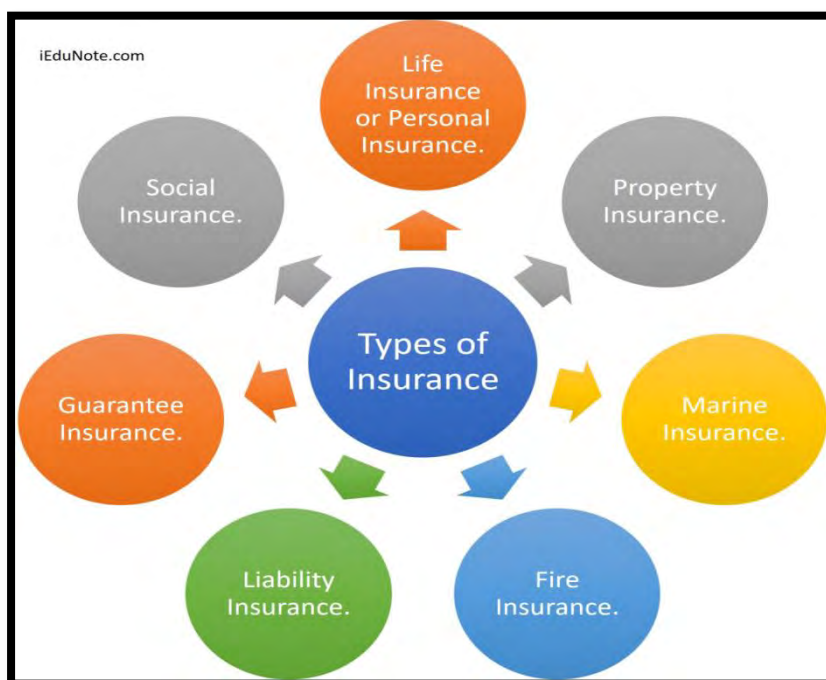 iEduNote.com
Life
Insurance
or Personal
Insurance.
Social
Insurance.
Property
Insurance.
Types of
Insurance
Guarantee
Insurance.
Marine
Insurance.
Liability
Insurance.
Fire
Insurance.